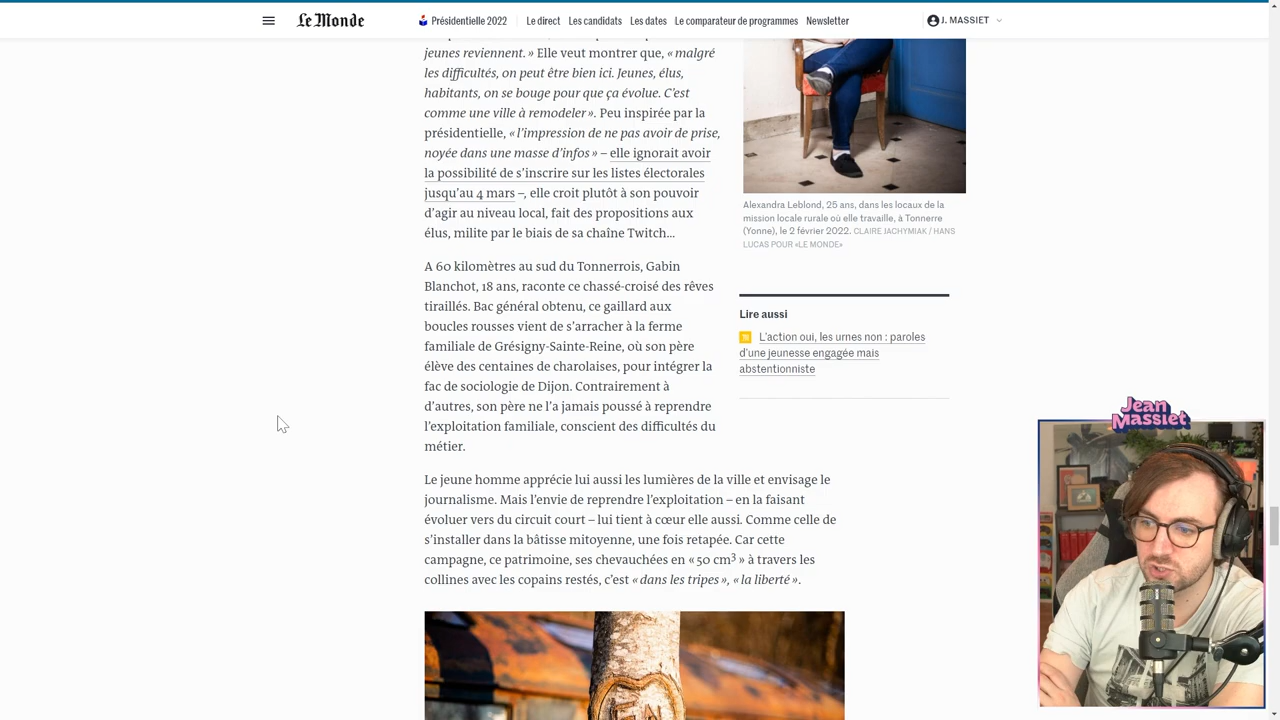 Le Monde
Présidentielle 2022
Le direct
Les candidats
Les dates
Le comparateur de programmes
Newsletter
J. MASSIET
jeunes reviennent. » Elle veut montrer que, « malgré
les difficultés, on peut être bien ici. Jeunes, élus,
habitants, on se bouge pour que ça évolue. C’est
comme une ville à remodeler ». Peu inspirée par la
présidentielle, « l’impression de ne pas avoir de prise,
noyée dans une masse d’infos » – elle ignorait avoir
la possibilité de s’inscrire sur les listes électorales
jusqu’au 4 mars –, elle croit plutôt à son pouvoir
d’agir au niveau local, fait des propositions aux
élus, milite par le biais de sa chaîne Twitch…
A 60 kilomètres au sud du Tonnerrois, Gabin
Blanchot, 18 ans, raconte ce chassé-croisé des rêves
tiraillés. Bac général obtenu, ce gaillard aux
boucles rousses vient de s’arracher à la ferme
familiale de Grésigny-Sainte-Reine, où son père
élève des centaines de charolaises, pour intégrer la
fac de sociologie de Dijon. Contrairement à
d’autres, son père ne l’a jamais poussé à reprendre
l’exploitation familiale, conscient des difficultés du
métier.
Le jeune homme apprécie lui aussi les lumières de la ville et envisage le
journalisme. Mais l’envie de reprendre l’exploitation – en la faisant
évoluer vers du circuit court – lui tient à cœur elle aussi. Comme celle de
s’installer dans la bâtisse mitoyenne, une fois retapée. Car cette
campagne, ce patrimoine, ses chevauchées en « 50 cm³ » à travers les
collines avec les copains restés, c’est « dans les tripes », « la liberté ».
Alexandra Leblond, 25 ans, dans les locaux de la
mission locale rurale où elle travaille, à Tonnerre
(Yonne), le 2 février 2022. CLAIRE JACHYMIAK / HANS
LUCAS POUR «LE MONDE»
Lire aussi
L’action oui, les urnes non : paroles
d’une jeunesse engagée mais
abstentionniste
Jean
Massiet